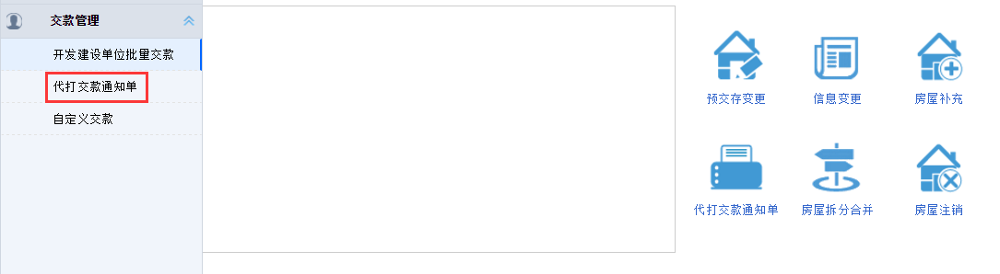 交款管理
开发建设单位批量交款
代打交款通知单
自定义交款
预交存变更
信息变更
房屋补充
代打交款通知单
房屋拆分合并
房屋注销